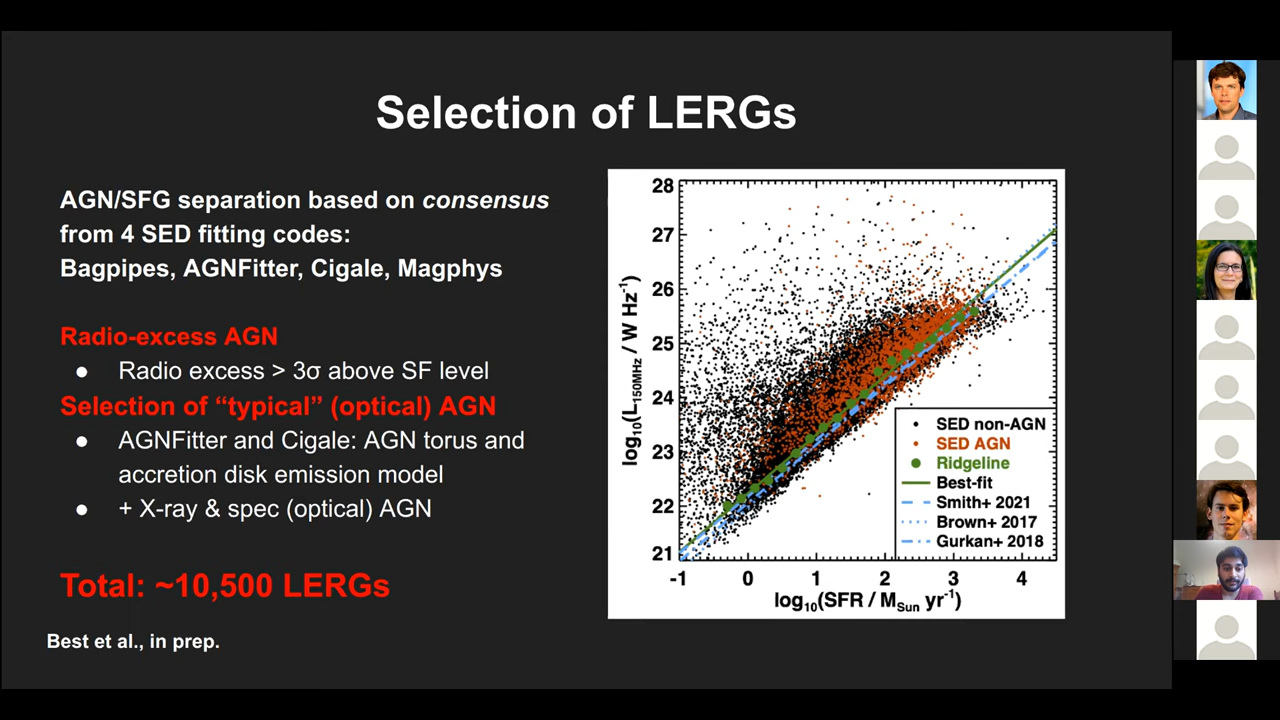 Selection of LERGs
AGN/SFG separation based on consensus
from 4 SED fitting codes:
Bagpipes, AGNFitter, Cigale, Magphys
Radio-excess AGN
● Radio excess > 3σ above SF level
Selection of “typical” (optical) AGN
● AGNFitter and Cigale: AGN torus and
accretion disk emission model
● + X-ray & spec (optical) AGN
Total: ~10,500 LERGs
Best et al., in prep.
28
27
26
25
24
23
22
21
log10(L150MHz / W Hz-1)
SED non-AGN
SED AGN
Ridgeline
Best-fit
Smith+ 2021
Brown+ 2017
Gurkan+ 2018
-1 0 1 2 3 4
log10(SFR / MSun yr-1)